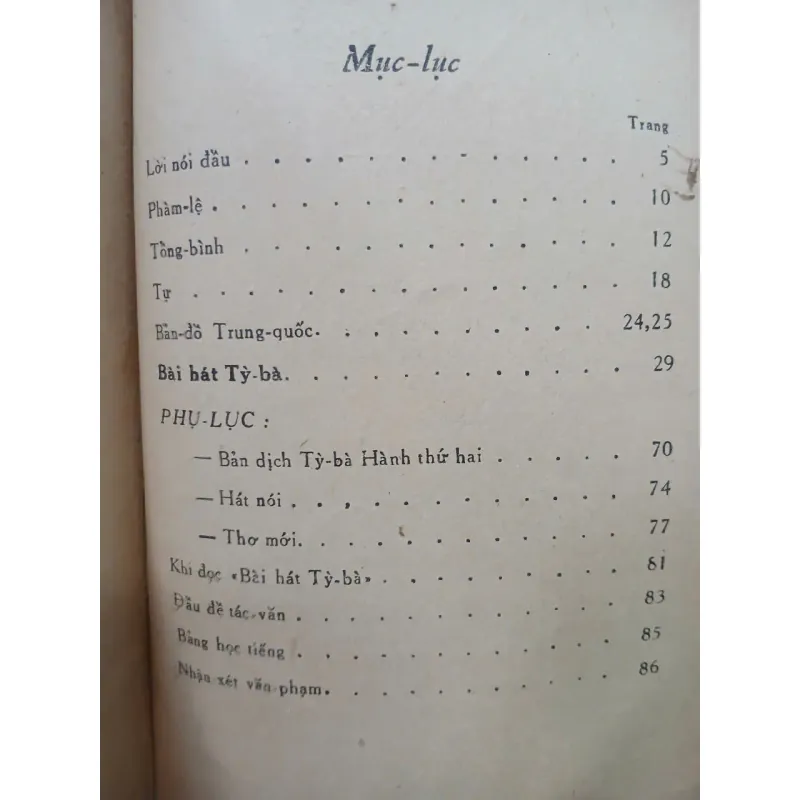 Mục-lục
Trang
Lời nói đầu . . . . . . . . . . . . . 5
Phàm-lệ . . . . . . . . . . . . . . 10
Tổng-bình . . . . . . . . . . . . . 12
Tự . . . . . . . . . . . . . . . 18
Bản-đồ Trung-quốc. . . . . . . . . . 24,25
Bài hát Tỳ-bà. . . . . . . . . . . . 29
PHỤ-LỤC :
— Bản dịch Tỳ-bà Hành thứ hai . . . . . 70
— Hát nói . . . . . . . . . . . . 74
— Thơ mới. . . . . . . . . . . . 77
Khi đọc «Bài hát Tỳ-bà» . . . . . . . . . 81
Đầu đề tác-văn . . . . . . . . . . . . 83
Bảng học tiếng . . . . . . . . . . . . 85
Nhận xét văn phạm. . . . . . . . . . . 86